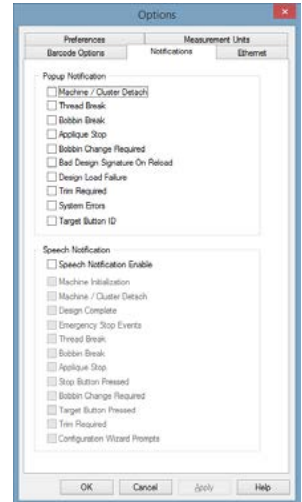 Options
Preferences
Measurement Units
Barcode Options
Notifications
Ethernet
Popup Notification
Machine / Cluster Detach
Thread Break
Bobbin Break
Applique Stop
Bobbin Change Required
Bad Design Signature On Reload
Design Load Failure
Trim Required
System Errors
Target Button ID
Speech Notification
Speech Notification Enable
Machine Initialization
Machine / Cluster Detach
Design Complete
Emergency Stop Events
Thread Break
Bobbin Break
Applique Stop
Stop Button Pressed
Bobbin Change Required
Target Button Pressed
Trim Required
Configuration Wizard Prompts
OK
Cancel
Apply
Help